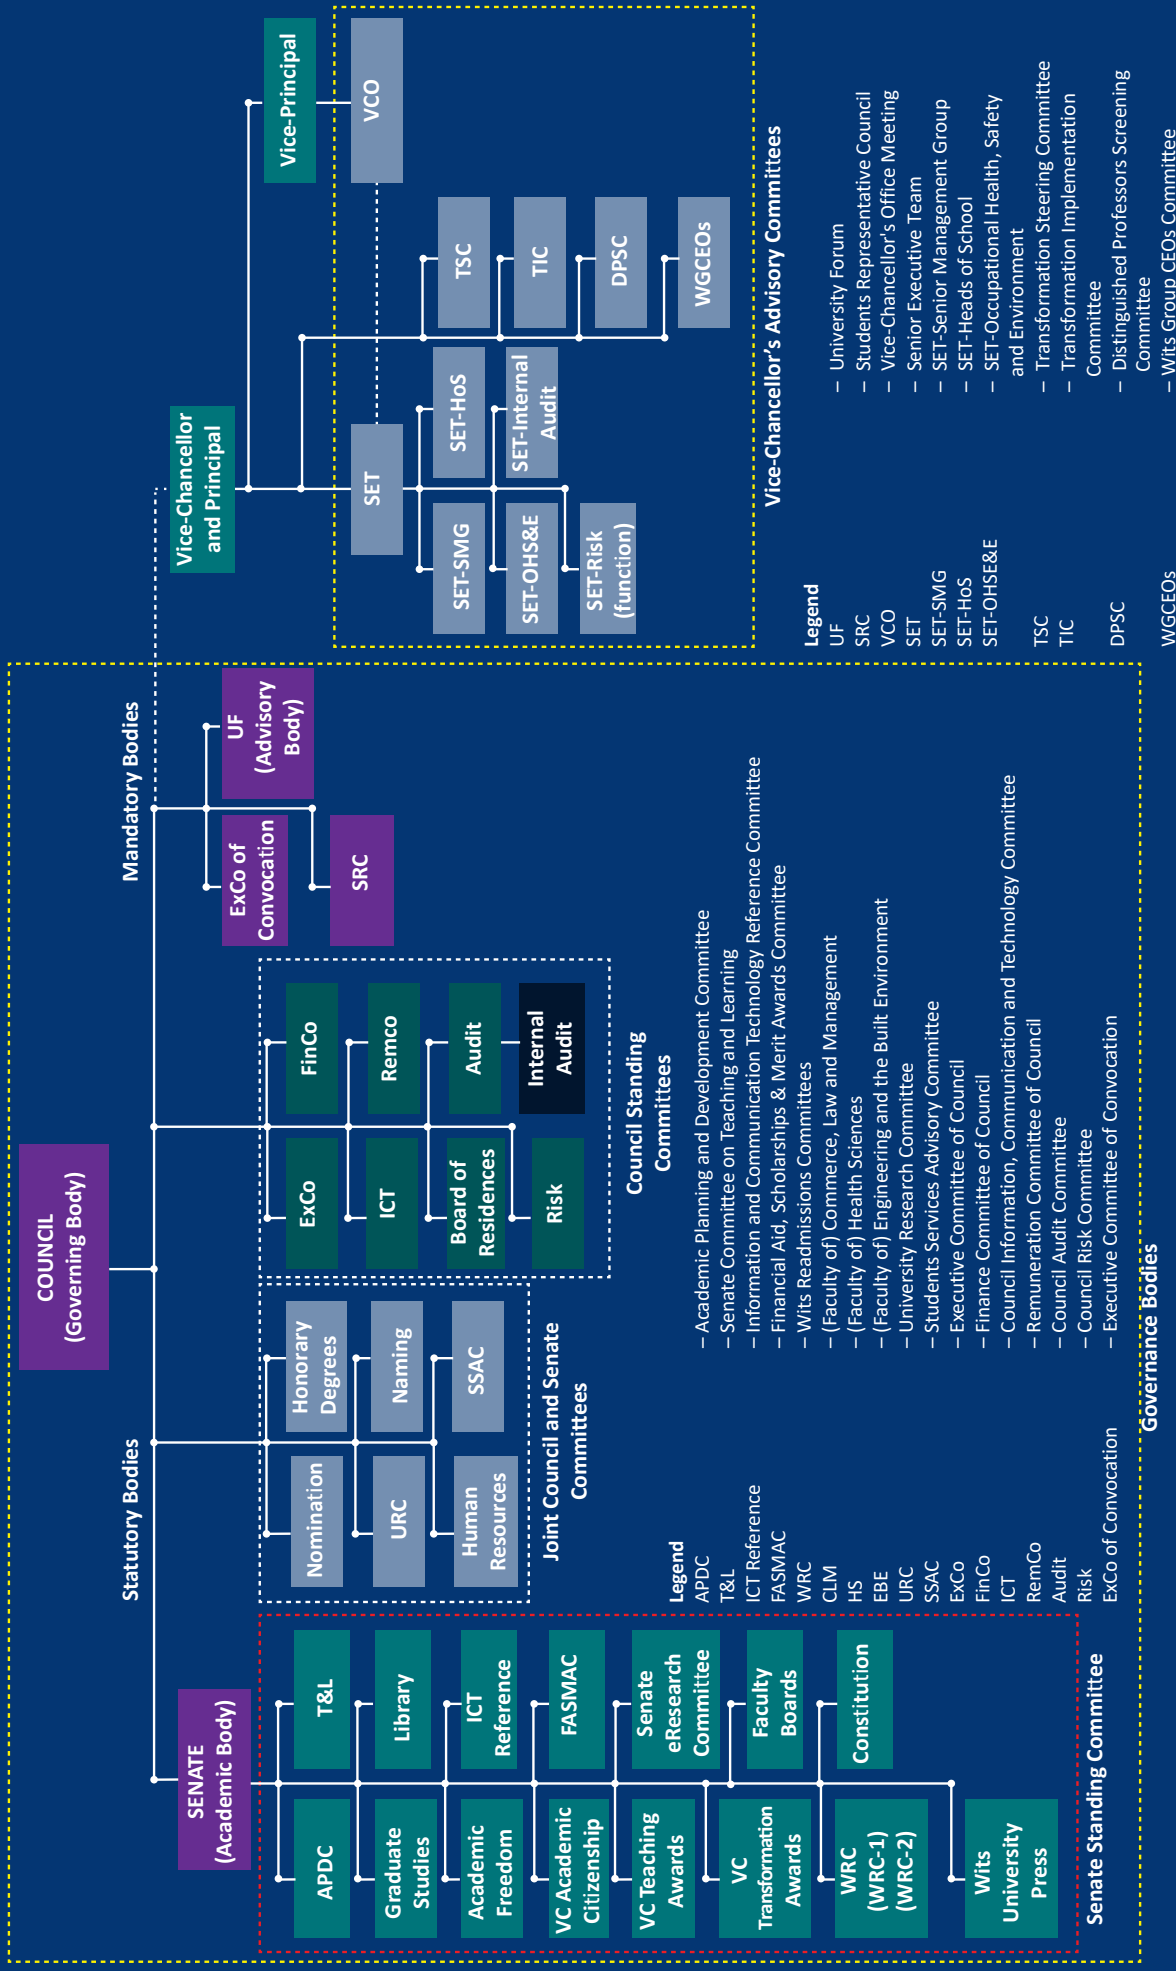 COUNCIL
(Governing Body)
Statutory Bodies
Mandatory Bodies
SENATE
(Academic Body)
APDC
T&L
Graduate
Studies
Library
Academic
Freedom
ICT
Reference
VC Academic
Citizenship
FASMAC
VC Teaching
Awards
Senate
eResearch
Committee
VC
Transformation
Awards
Faculty
Boards
WRC
(WRC-1)
(WRC-2)
Constitution
Wits
University
Press
Senate Standing Committee
Nomination
Honorary
Degrees
URC
Naming
Human
Resources
SSAC
Joint Council and Senate
Committees
ExCo
FinCo
ICT
Remco
Board of
Residences
Audit
Risk
Internal
Audit
Council Standing
Committees
ExCo of
Convocation
UF
(Advisory
Body)
SRC
Vice-Chancellor
and Principal
Vice-Principal
SET
VCO
SET-SMG
SET-HoS
SET-OHS&E
SET-Internal
Audit
SET-Risk
(function)
TSC
TIC
DPSC
WGCEOs
Vice-Chancellor’s Advisory Committees
Legend
APDC – Academic Planning and Development Committee
T&L – Senate Committee on Teaching and Learning
ICT Reference – Information and Communication Technology Reference Committee
FASMAC – Financial Aid, Scholarships & Merit Awards Committee
WRC – Wits Readmissions Committees
CLM – (Faculty of) Commerce, Law and Management
HS – (Faculty of) Health Sciences
EBE – (Faculty of) Engineering and the Built Environment
URC – University Research Committee
SSAC – Students Services Advisory Committee
ExCo – Executive Committee of Council
FinCo – Finance Committee of Council
ICT – Council Information, Communication and Technology Committee
RemCo – Remuneration Committee of Council
Audit – Council Audit Committee
Risk – Council Risk Committee
ExCo of Convocation – Executive Committee of Convocation
Governance Bodies
Legend
UF – University Forum
SRC – Students Representative Council
VCO – Vice-Chancellor's Office Meeting
SET – Senior Executive Team
SET-SMG – SET-Senior Management Group
SET-HoS – SET-Heads of School
SET-OHSE&E – SET-Occupational Health, Safety
and Environment
TSC – Transformation Steering Committee
TIC – Transformation Implementation
Committee
DPSC – Distinguished Professors Screening
Committee
WGCEOs – Wits Group CEOs Committee